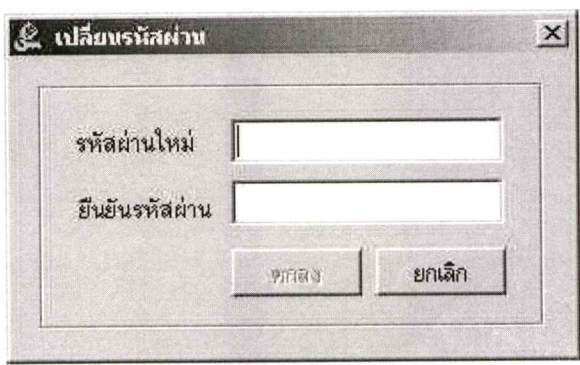 เปลี่ยนรหัสผ่าน
รหัสผ่านใหม่
ยืนยันรหัสผ่าน
ตกลง ยกเลิก